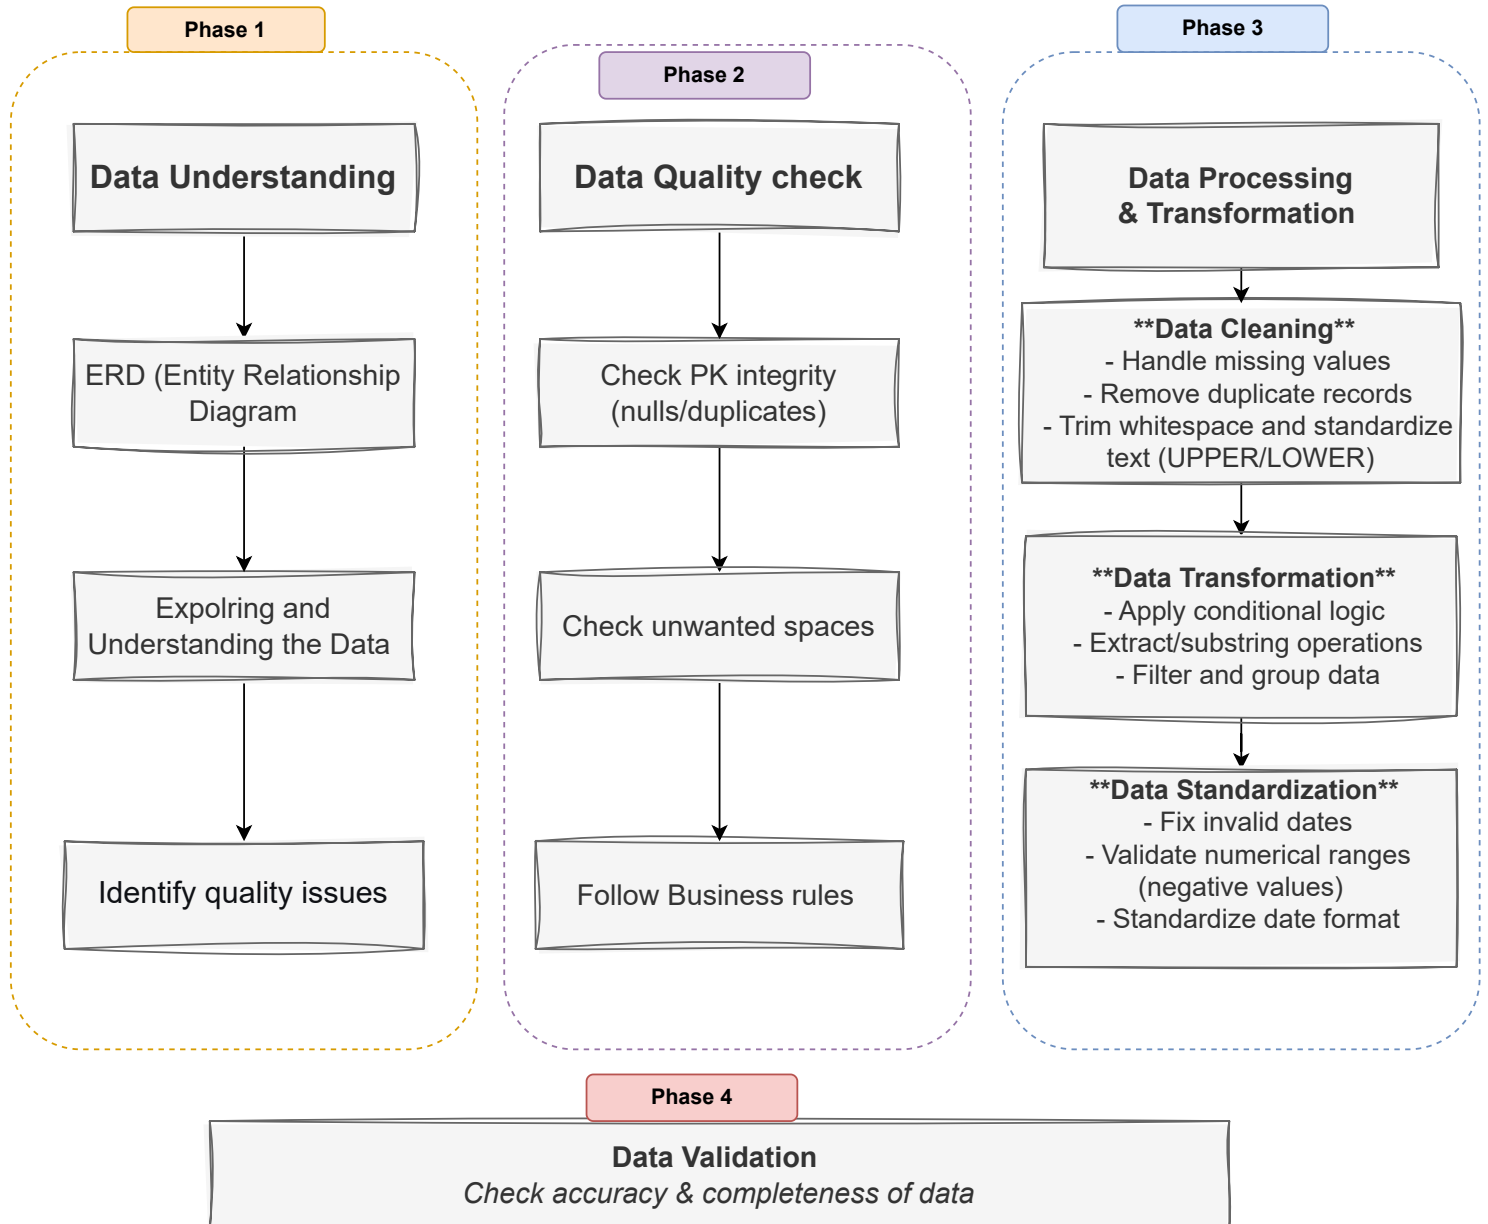 Phase 1
Data Understanding
ERD (Entity Relationship
Diagram
Expolring and
Understanding the Data
Identify quality issues
Phase 2
Data Quality check
Check PK integrity
(nulls/duplicates)
Check unwanted spaces
Follow Business rules
Phase 3
Data Processing
& Transformation
**Data Cleaning**
- Handle missing values
- Remove duplicate records
- Trim whitespace and standardize
text (UPPER/LOWER)
**Data Transformation**
- Apply conditional logic
- Extract/substring operations
- Filter and group data
**Data Standardization**
- Fix invalid dates
- Validate numerical ranges
(negative values)
- Standardize date format
Phase 4
Data Validation
Check accuracy & completeness of data